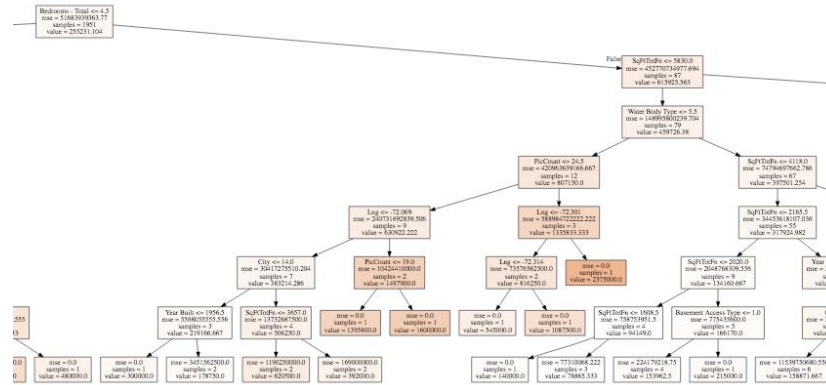 Bedrooms - Total <= 4.5
mse = 51683939363.77
samples = 1951
value = 255231.104
False
SqFtTotFn <= 5830.0
mse = 452770734977.694
samples = 87
value = 615925.563
Water Body Type <= 5.5
mse = 148995800239.704
samples = 79
value = 459726.38
PicCount <= 24.5
mse = 420963639166.667
samples = 12
value = 807150.0
SqFtTotFn <= 4118.0
mse = 74794697662.786
samples = 67
value = 397501.254
Lng <= -72.069
mse = 240731692839.506
samples = 9
value = 630922.222
Lng <= -72.301
mse = 588984722222.222
samples = 3
value = 1335833.333
SqFtTotFn <= 2165.5
mse = 34453618107.036
samples = 55
value = 317924.982
City <= 14.0
mse = 30417275510.204
samples = 7
value = 383214.286
PicCount <= 19.0
mse = 10424410000.0
samples = 2
value = 1497900.0
Lng <= -72.314
mse = 73576562500.0
samples = 2
value = 816250.0
mse = 0.0
samples = 1
value = 2375000.0
SqFtTotFn <= 2020.0
mse = 2048768309.556
samples = 9
value = 134160.667
Year
Year Built <= 1956.5
mse = 5568055555.556
samples = 3
value = 219166.667
SqFtTotFn <= 3657.0
mse = 13732687500.0
samples = 4
value = 506250.0
mse = 0.0
samples = 1
value = 1395800.0
mse = 0.0
samples = 1
value = 1600000.0
mse = 0.0
samples = 1
value = 545000.0
mse = 0.0
samples = 1
value = 1087500.0
SqFtTotFn <= 1608.5
mse = 758753951.5
samples = 4
value = 94149.0
Basement Access Type <= 1.0
mse = 775435600.0
samples = 5
value = 166170.0
.555
33
0.0
mse = 0.0
samples = 1
value = 480000.0
mse = 0.0
samples = 1
value = 300000.0
mse = 3451562500.0
samples = 2
value = 178750.0
mse = 1190250000.0
samples = 2
value = 620500.0
mse = 169000000.0
samples = 2
value = 392000.0
mse = 0.0
samples = 1
value = 140000.0
mse = 77310068.222
samples = 3
value = 78865.333
mse = 224179218.75
samples = 4
value = 153962.5
mse = 0.0
samples = 1
value = 215000.0
mse = 11539750680.556
samples = 6
value = 158871.667